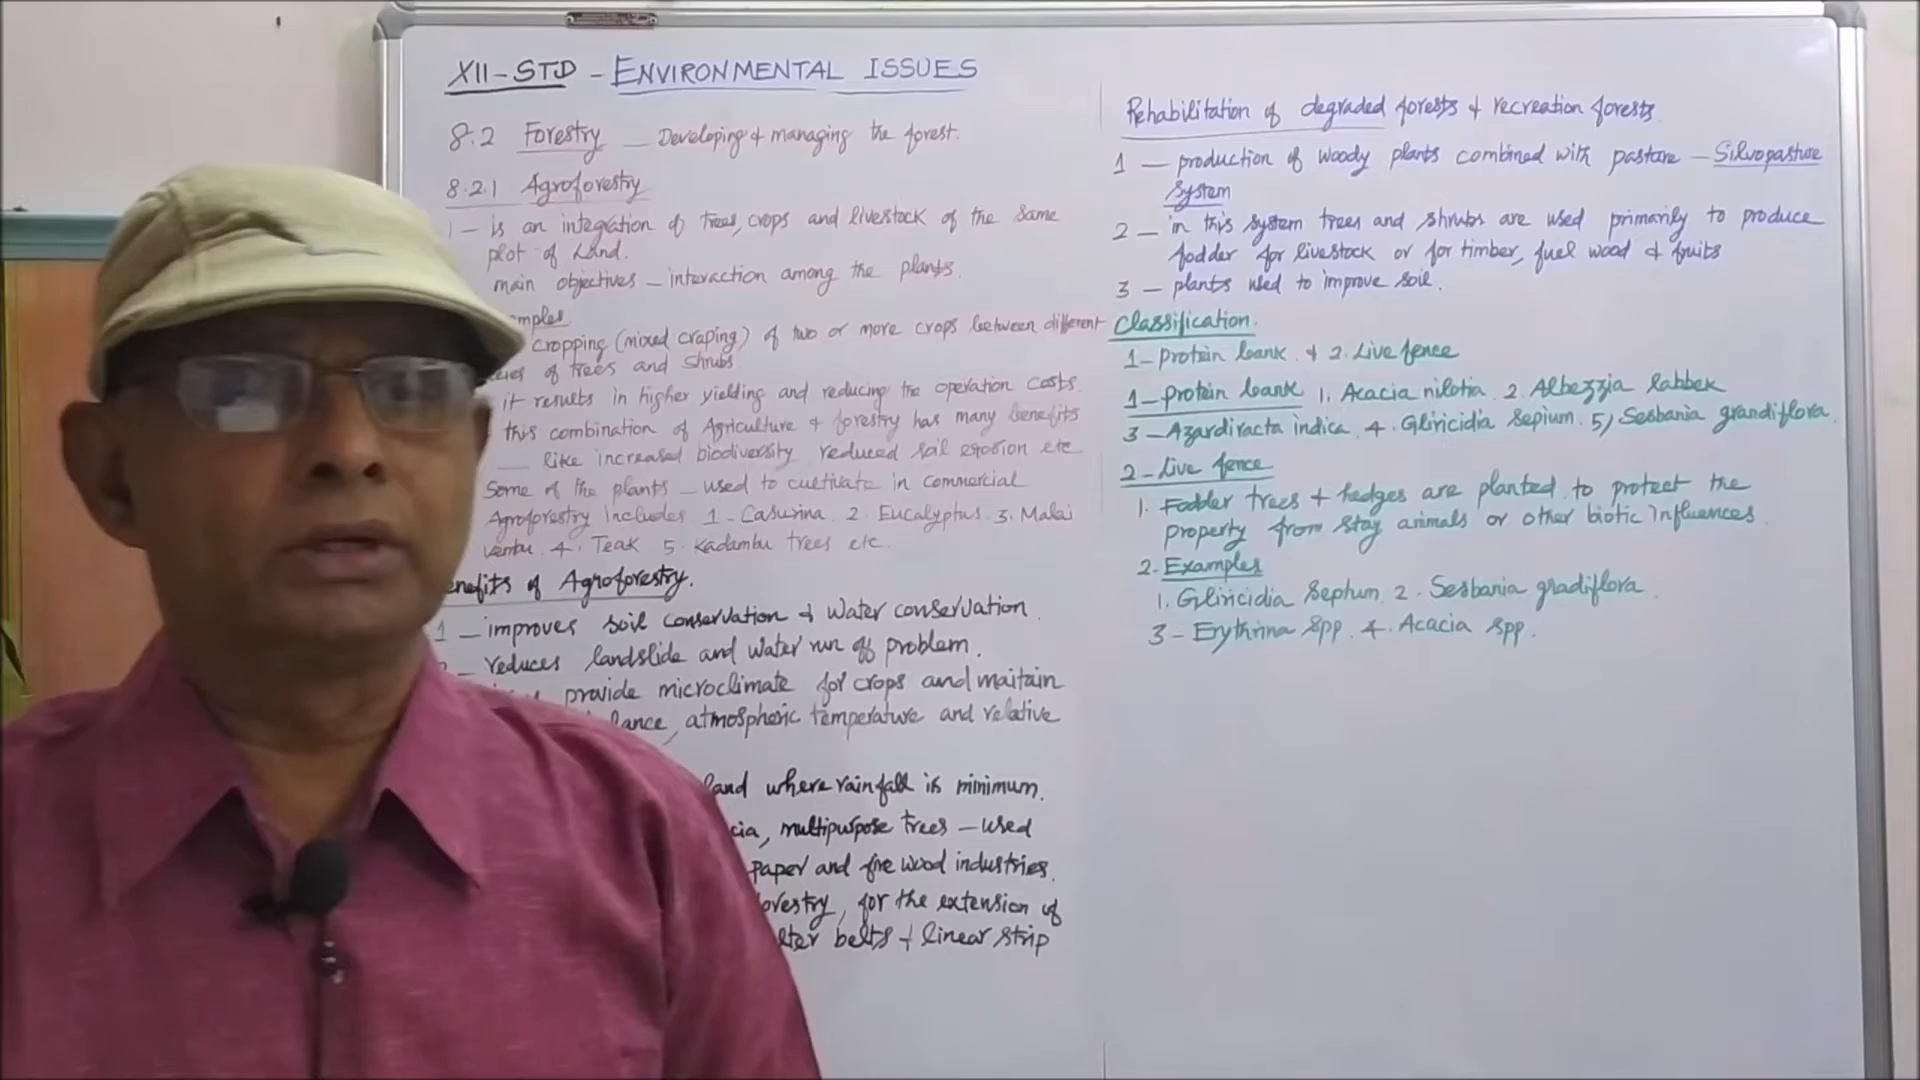 XII-STD - ENVIRONMENTAL ISSUES
8.2 Forestry — Developing & managing the forest.
8.2.1 Agroforestry
1 — is an integration of trees, crops and livestock of the same
plot of Land.
main objectives — interaction among the plants.
mples
cropping (mixed craping) of two or more crops between different
cies of trees and shrubs.
it results in higher yielding and reducing the operation costs.
this combination of Agriculture & forestry has many benefits
— like increased biodiversity reduced soil erosion etc
Some of the plants — used to cultivate in commercial
Agroforestry includes 1 - Casurina 2. Eucalyptus. 3. Malai
vembu 4. Teak 5. Kadambu trees etc.
enefits of Agroforestry.
1 — improves soil conservation & Water conservation.
— reduces landslide and water run off problem.
provide microclimate for crops and maitain
lance, atmospheric temperature and relative
land where rainfall is minimum.
cia, multipurpose trees — used
paper and fire wood industries.
orestry, for the extension of
lter belts & linear strip
Rehabilitation of degraded forests & recreation forests.
1 — production of woody plants combined with pasture — Silvopasture
System
2 — in this system trees and shrubs are used primarily to produce
fodder for livestock or for timber, fuel wood & fruits
3 — plants used to improve soil.
Classification.
1 - protin bank & 2. Live fence
1 - protin bank 1. Acacia nilotia 2. Albezzia labbek
3 - Azardiracta indica 4. Gliricidia Sepium. 5, Sesbania grandiflora.
2 - Live fence
1. Fodder trees & hedges are planted to protect the
property from stay animals or other biotic influences.
2. Examples
1. Gliricidia Septum 2. Sesbania gradiflora.
3 - Erythrina spp. 4. Acacia spp.